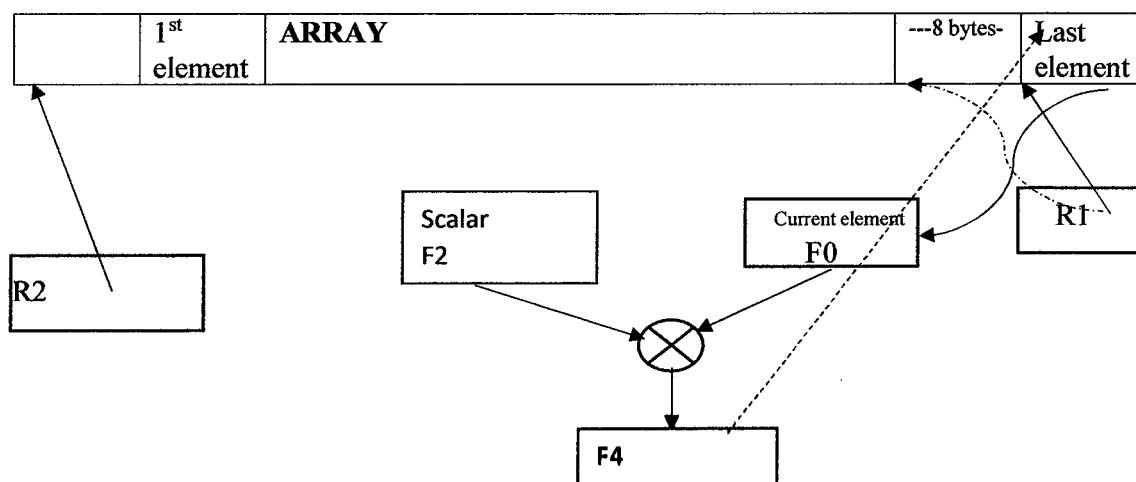 1st
element
ARRAY
---8 bytes-
Last
element
Scalar
F2
Current element
F0
R1
R2
F4